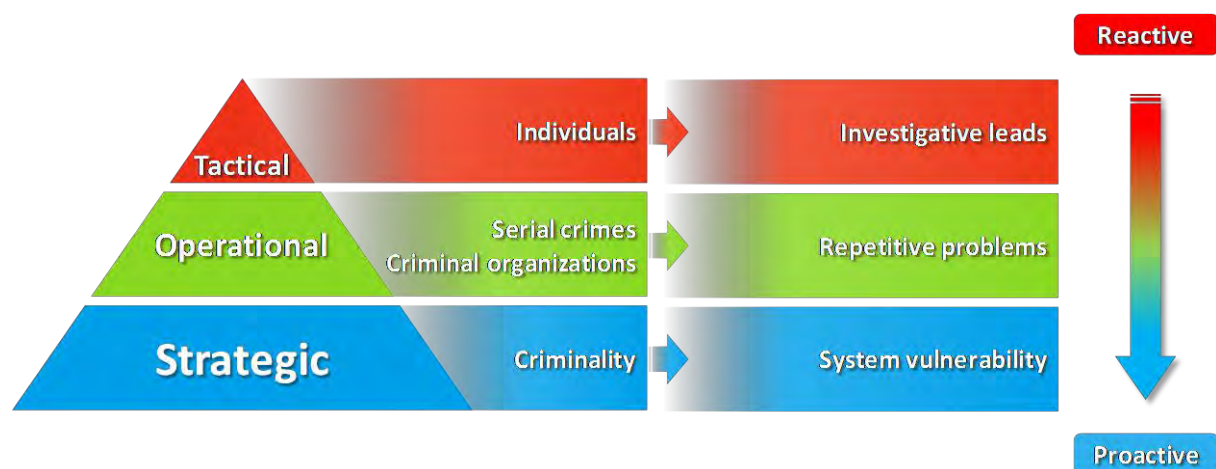 Reactive
Tactical
Individuals
Investigative leads
Operational
Serial crimes
Criminal organizations
Repetitive problems
Strategic
Criminality
System vulnerability
Proactive